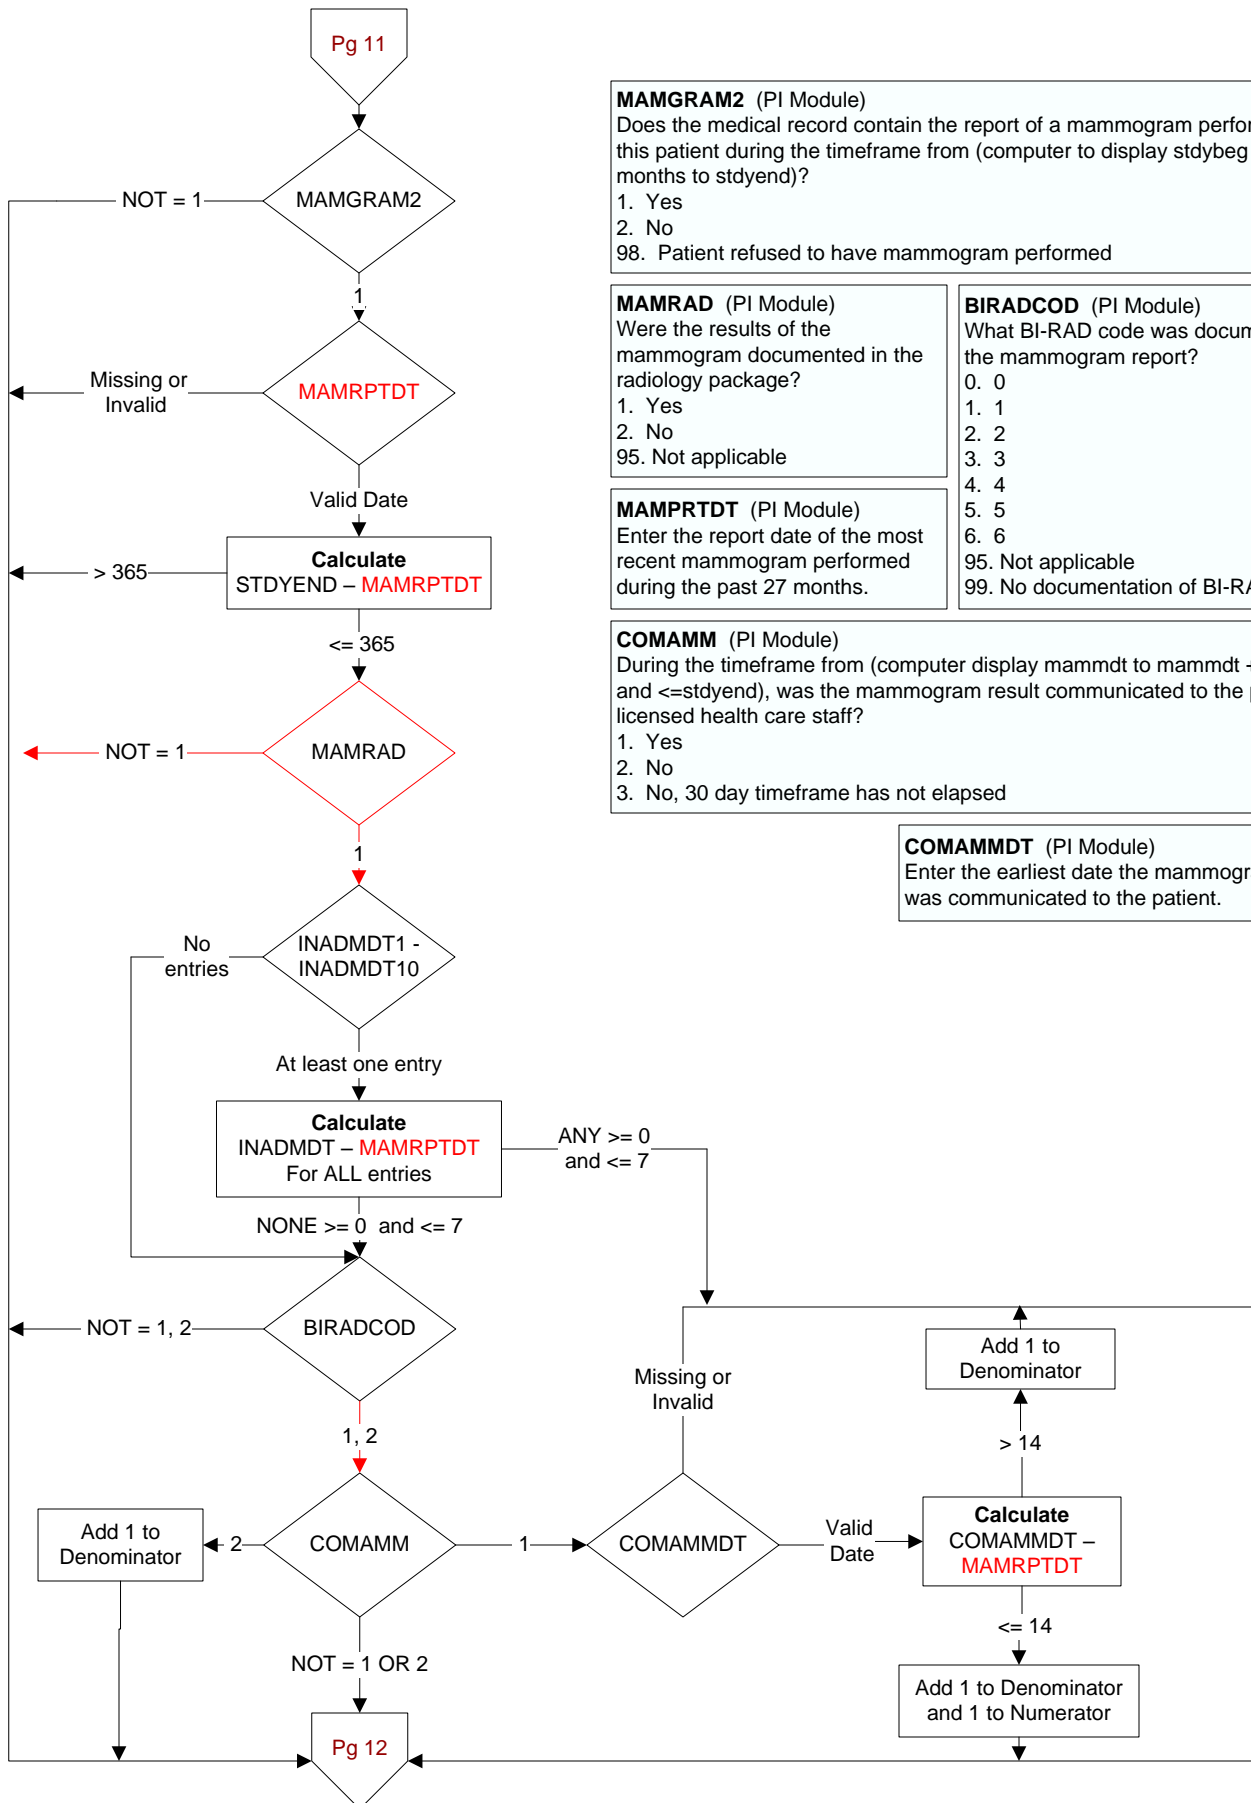 Pg 11
MAMGRAM2 (PI Module)
Does the medical record contain the report of a mammogram
this patient during the timeframe from (computer to display stdybeg
months to stdyend)?
1. Yes
2. No
98. Patient refused to have mammogram performed
NOT = 1
MAMGRAM2
1
MAMRAD (PI Module)
Were the results of the
mammogram documented in the
radiology package?
1. Yes
2. No
95. Not applicable
BIRADCOD (PI Module)
What BI-RAD code was
the mammogram report?
0. 0
1. 1
2. 2
3. 3
4. 4
5. 5
6. 6
95. Not applicable
99. No documentation of
Missing or
Invalid
MAMRPTDT
Valid Date
MAMPRTDT (PI Module)
Enter the report date of the most
recent mammogram performed
during the past 27 months.
> 365
Calculate
STDYEND – MAMRPTDT
<= 365
COMAMM (PI Module)
During the timeframe from (computer display mammdt to mammdt
and <=stdyend), was the mammogram result communicated to the
licensed health care staff?
1. Yes
2. No
3. No, 30 day timeframe has not elapsed
NOT = 1
MAMRAD
1
COMAMMDT (PI Module)
Enter the earliest date the
was communicated to the patient.
No
entries
INADMDT1 -
INADMDT10
At least one entry
Calculate
INADMDT – MAMRPTDT
For ALL entries
ANY >= 0
and <= 7
NONE >= 0 and <= 7
NOT = 1, 2
BIRADCOD
1, 2
Missing or
Invalid
Add 1 to
Denominator
> 14
Add 1 to
Denominator
2
COMAMM
1
COMAMMDT
Valid
Date
Calculate
COMAMMDT –
MAMRPTDT
<= 14
NOT = 1 OR 2
Add 1 to Denominator
and 1 to Numerator
Pg 12